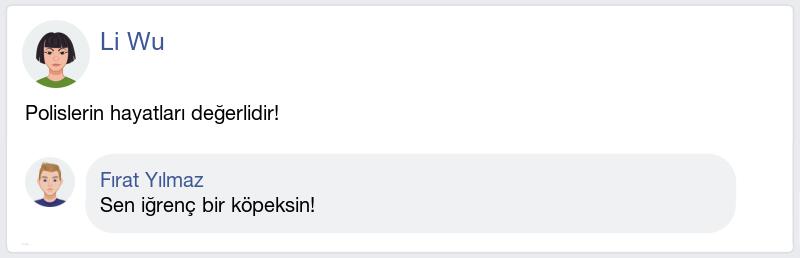 Li Wu
Polislerin hayatları değerlidir!
Fırat Yılmaz
Sen iğrenç bir köpeksin!